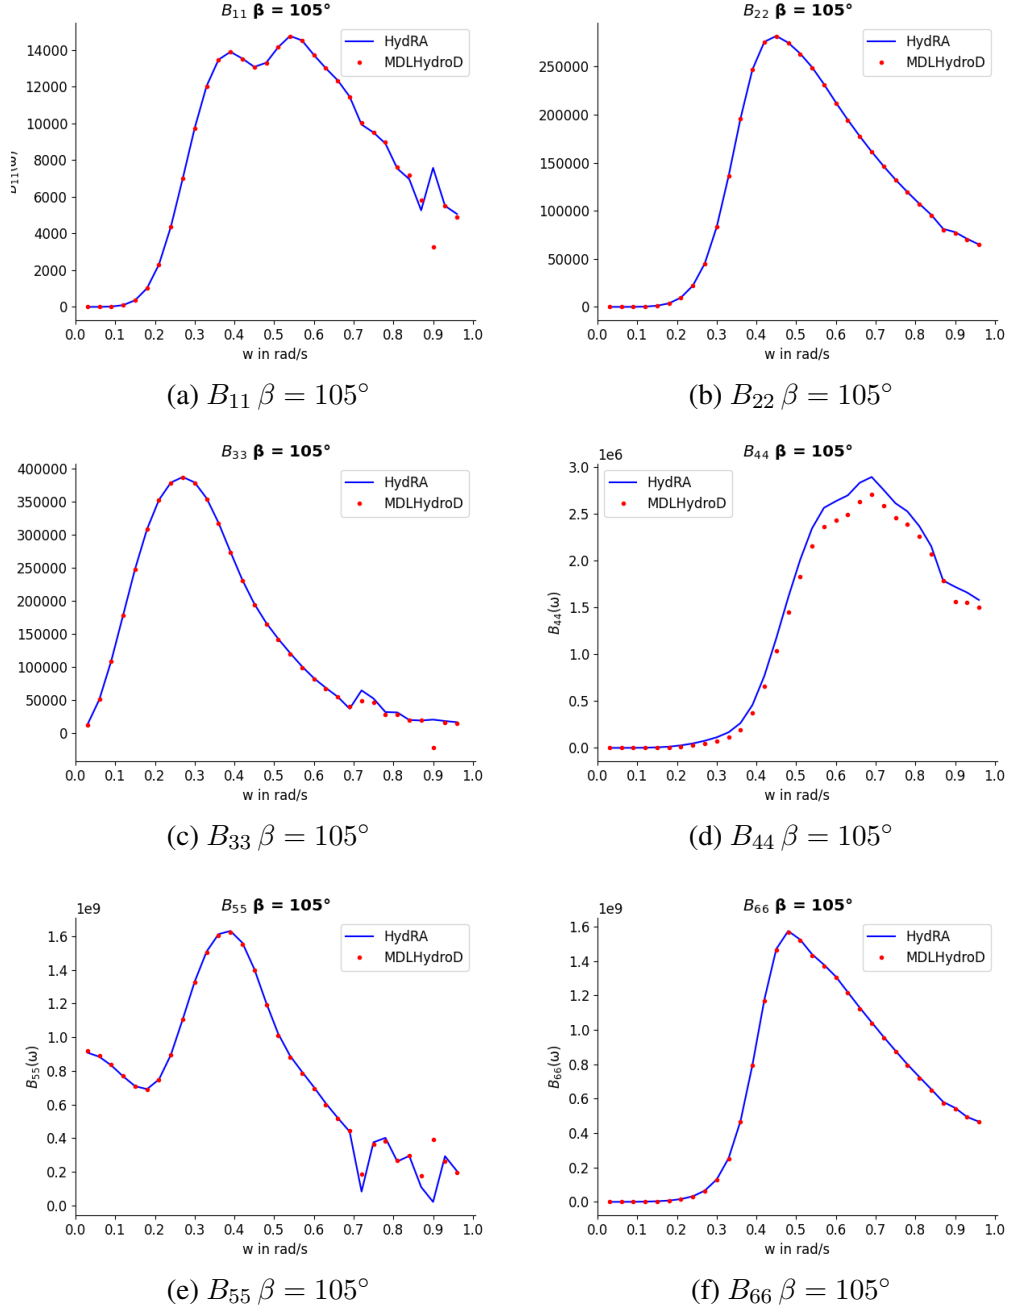 B11 β = 105°
HydRA
MDLHydroD
14000
12000
10000
8000
6000
4000
2000
0
B11(ω)
0.0 0.1 0.2 0.3 0.4 0.5 0.6 0.7 0.8 0.9 1.0
w in rad/s
(a) B11 β = 105°
B22 β = 105°
HydRA
MDLHydroD
250000
200000
150000
100000
50000
0
0.0 0.1 0.2 0.3 0.4 0.5 0.6 0.7 0.8 0.9 1.0
w in rad/s
(b) B22 β = 105°
B33 β = 105°
HydRA
MDLHydroD
400000
350000
300000
250000
200000
150000
100000
50000
0
0.0 0.1 0.2 0.3 0.4 0.5 0.6 0.7 0.8 0.9 1.0
w in rad/s
(c) B33 β = 105°
1e6
B44 β = 105°
HydRA
MDLHydroD
3.0
2.5
2.0
1.5
1.0
0.5
0.0
B44(ω)
0.0 0.1 0.2 0.3 0.4 0.5 0.6 0.7 0.8 0.9 1.0
w in rad/s
(d) B44 β = 105°
1e9
B55 β = 105°
HydRA
MDLHydroD
1.6
1.4
1.2
1.0
0.8
0.6
0.4
0.2
0.0
B55(ω)
0.0 0.1 0.2 0.3 0.4 0.5 0.6 0.7 0.8 0.9 1.0
w in rad/s
(e) B55 β = 105°
1e9
B66 β = 105°
HydRA
MDLHydroD
1.6
1.4
1.2
1.0
0.8
0.6
0.4
0.2
0.0
B66(ω)
0.0 0.1 0.2 0.3 0.4 0.5 0.6 0.7 0.8 0.9 1.0
w in rad/s
(f) B66 β = 105°